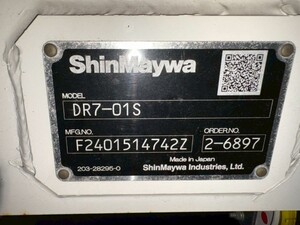 ShinMaywa
MODEL
DR7-01S
MFG.NO. ORDER NO.
F2401514742Z 2-6897
Made in Japan
203-28295-0 ShinMaywa Industries, Ltd.